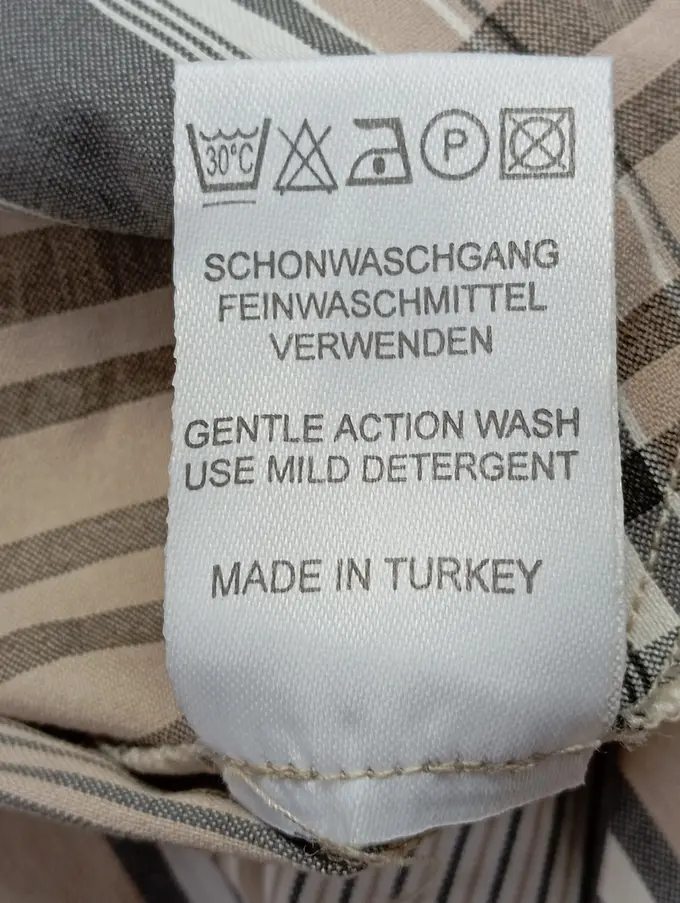 30°C P
SCHONWASCHGANG
FEINWASCHMITTEL
VERWENDEN
GENTLE ACTION WASH
USE MILD DETERGENT
MADE IN TURKEY